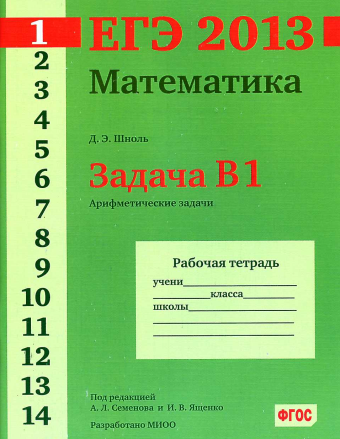 1
ЕГЭ 2013
2
3
4
5
6
7
8
9
10
11
12
13
14
Математика
Д. Э. Шноль
Задача В1
Арифметические задачи
Рабочая тетрадь
учени
класса
школы
Под редакцией
А. Л. Семенова и И. В. Ященко
Разработано МИОО
ФГОС